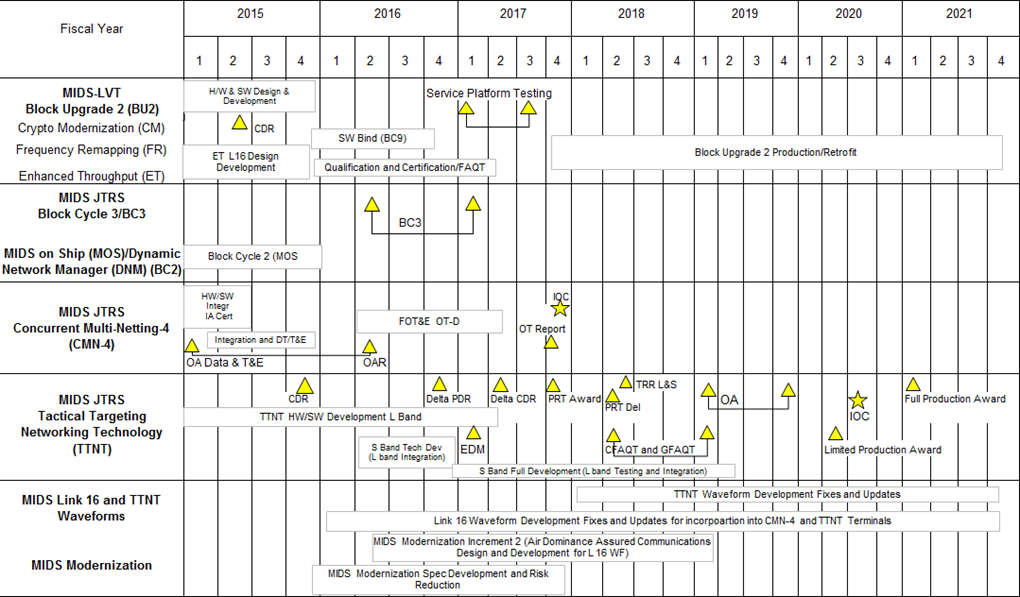 Fiscal Year
2015 2016 2017 2018 2019 2020 2021
1 2 3 4 1 2 3 4 1 2 3 4 1 2 3 4 1 2 3 4 1 2 3 4 1 2 3 4
MIDS-LVT
Block Upgrade 2 (BU2)
Crypto Modernization (CM)
Frequency Remapping (FR)
Enhanced Throughput (ET)
H/W & SW Design &
Development
CDR
ET L16 Design
Development
SW Bind (BC9)
Qualification and Certification/FAQT
Service Platform Testing
Block Upgrade 2 Production/Retrofit
MIDS JTRS
Block Cycle 3/BC3
BC3
MIDS on Ship (MOS)/Dynamic
Network Manager (DNM) (BC2)
Block Cycle 2 (MOS
MIDS JTRS
Concurrent Multi-Netting-4
(CMN-4)
HW/SW
Integr
IA Cert
Integration and DT/T&E
OA Data & T&E
OAR
FOT&E OT-D
IOC
OT Report
MIDS JTRS
Tactical Targeting
Networking Technology
(TTNT)
CDR
Delta PDR
Delta CDR
PRT Award
TRR L&S
PRT Del
OA
IOC
Full Production Award
TTNT HW/SW Development L Band
S Band Tech Dev
(L band Integration)
EDM
CFAQT and GFAQT
Limited Production Award
S Band Full Development (L band Testing and Integration)
MIDS Link 16 and TTNT
Waveforms
TTNT Waveform Development Fixes and Updates
Link 16 Waveform Development Fixes and Updates for incorpoartion into CMN-4 and TTNT Terminals
MIDS Modernization
MIDS Modernization Increment 2 (Air Dominance Assured Communications
Design and Development for L 16 WF)
MIDS Modernization Spec Development and Risk
Reduction